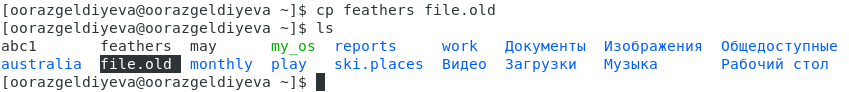 [oorazgeldiyeva@oorazgeldiyeva ~]$ cp feathers file.old
[oorazgeldiyeva@oorazgeldiyeva ~]$ ls
abc1 feathers may my_os reports work Документы Изображения Общедоступные
australia file.old monthly play ski.places Видео Загрузки Музыка Рабочий стол
[oorazgeldiyeva@oorazgeldiyeva ~]$